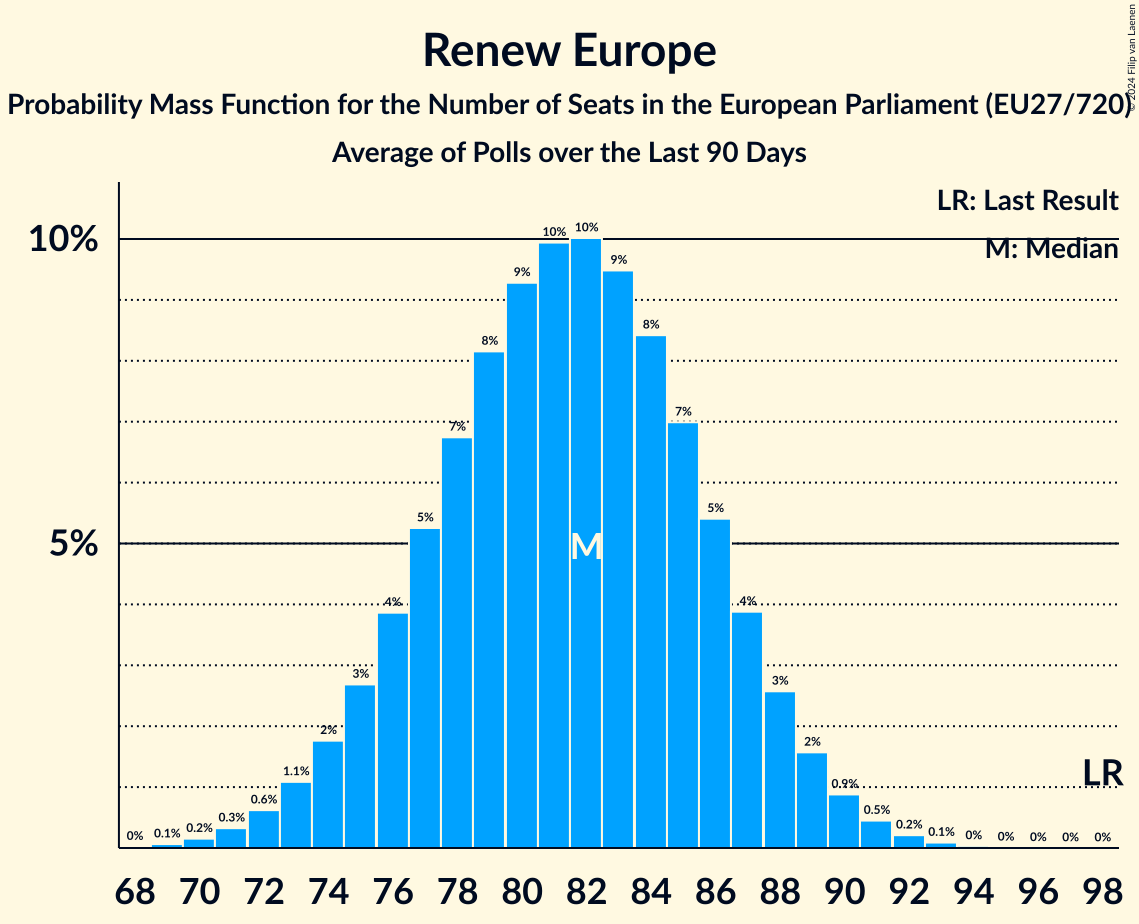 © 2024 Filip van Laenen
Renew Europe
Probability Mass Function for the Number of Seats in the European Parliament (EU27/720)
Average of Polls over the Last 90 Days
LR: Last Result
M: Median
10%
5%
0% 0.1% 0.2% 0.3% 0.6% 1.1% 2% 3% 4% 5% 7% 8% 9% 10% 10% 9% 8% 7% 5% 4% 3% 2% 0.9% 0.5% 0.2% 0.1% 0% 0% 0% 0% 0%
M
LR
68 70 72 74 76 78 80 82 84 86 88 90 92 94 96 98